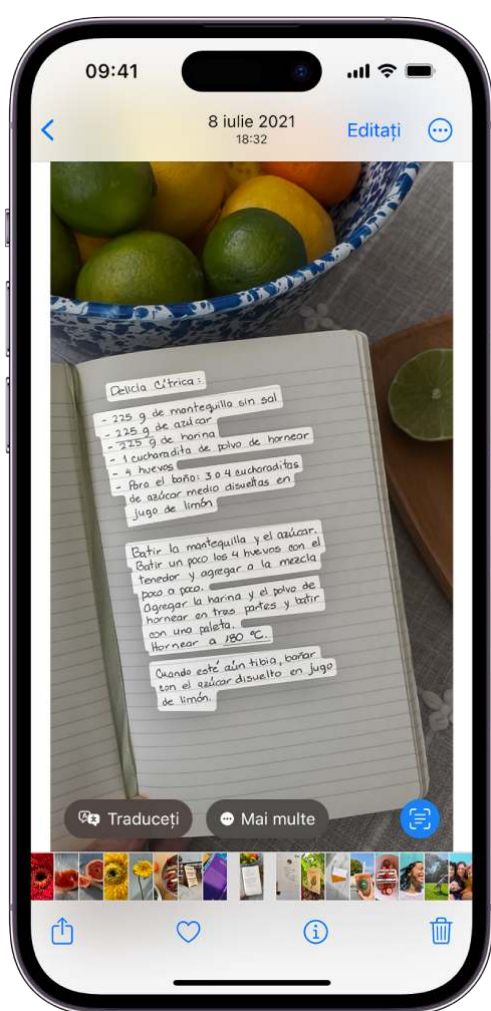 09:41
8 iulie 2021
18:32
Editați
Delicia Cítrica:
- 225 g de mantequilla sin sal
- 225 g de azúcar
- 225 g de harina
- 1 cucharadita de polvo de hornear
- 4 huevos
- Para el baño: 3 o 4 cucharaditas
de azúcar medio disueltas en
jugo de limón
Batir la mantequilla y el azúcar.
Batir un poco los 4 huevos con el
tenedor y agregar a la mezcla
poco a poco.
Agregar la harina y el polvo de
hornear en tres partes y batir
con una paleta.
Hornear a 180 °C.
Cuando esté aún tibia, bañar
con el azúcar disuelto en jugo
de limón.
Traduceți
Mai multe